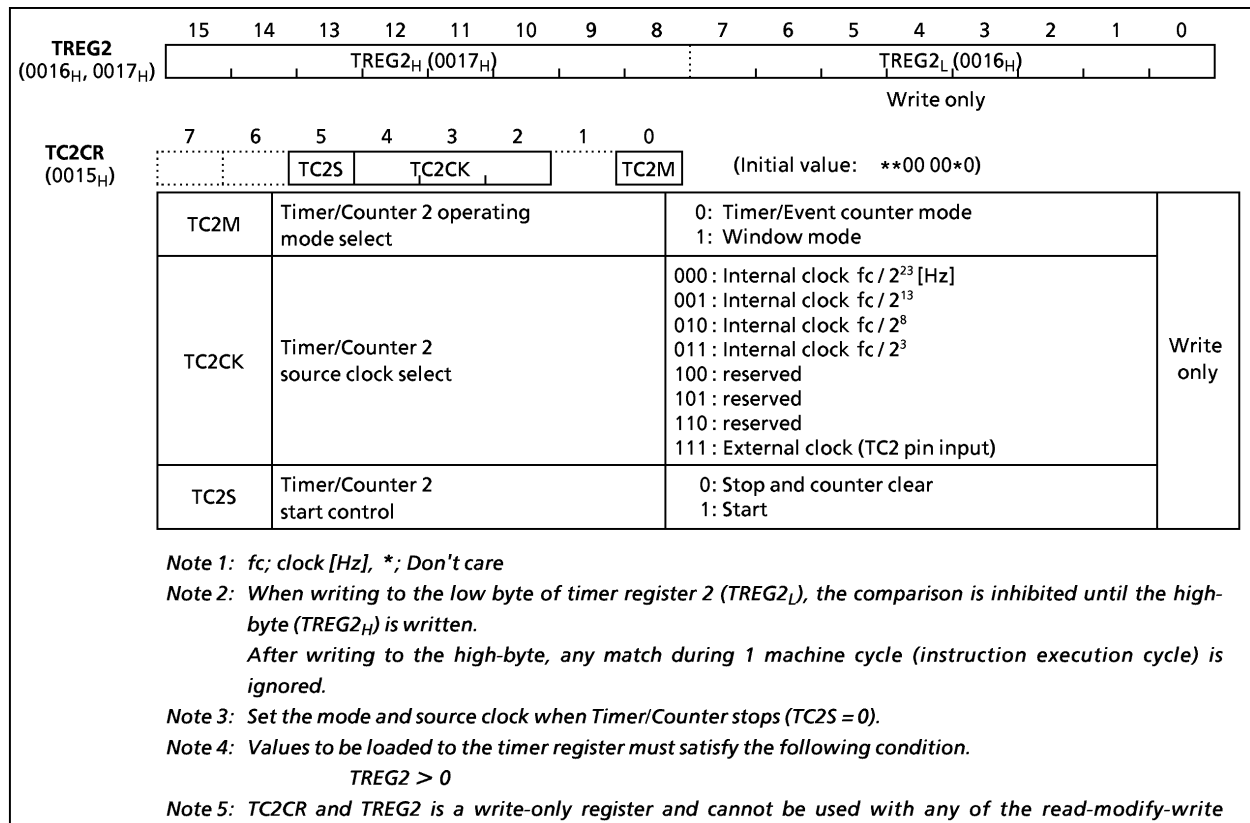 15 14 13 12 11 10 9 8 7 6 5 4 3 2 1 0
TREG2
(0016H, 0017H)
TREG2H (0017H) TREG2L (0016H)
Write only
7 6 5 4 3 2 1 0
TC2CR
(0015H)
TC2S TC2CK TC2M (Initial value: **00 00*0)
TC2M Timer/Counter 2 operating
mode select
0: Timer/Event counter mode
1: Window mode
TC2CK Timer/Counter 2
source clock select
000 : Internal clock fc / 2²³ [Hz]
001 : Internal clock fc / 2¹³
010 : Internal clock fc / 2⁸
011 : Internal clock fc / 2³
100 : reserved
101 : reserved
110 : reserved
111 : External clock (TC2 pin input)
TC2S Timer/Counter 2
start control
0: Stop and counter clear
1: Start
Write
only
Note 1: fc; clock [Hz], *; Don't care
Note 2: When writing to the low byte of timer register 2 (TREG2L), the comparison is inhibited until the high-
byte (TREG2H) is written.
After writing to the high-byte, any match during 1 machine cycle (instruction execution cycle) is
ignored.
Note 3: Set the mode and source clock when Timer/Counter stops (TC2S = 0).
Note 4: Values to be loaded to the timer register must satisfy the following condition.
TREG2 > 0
Note 5: TC2CR and TREG2 is a write-only register and cannot be used with any of the read-modify-write